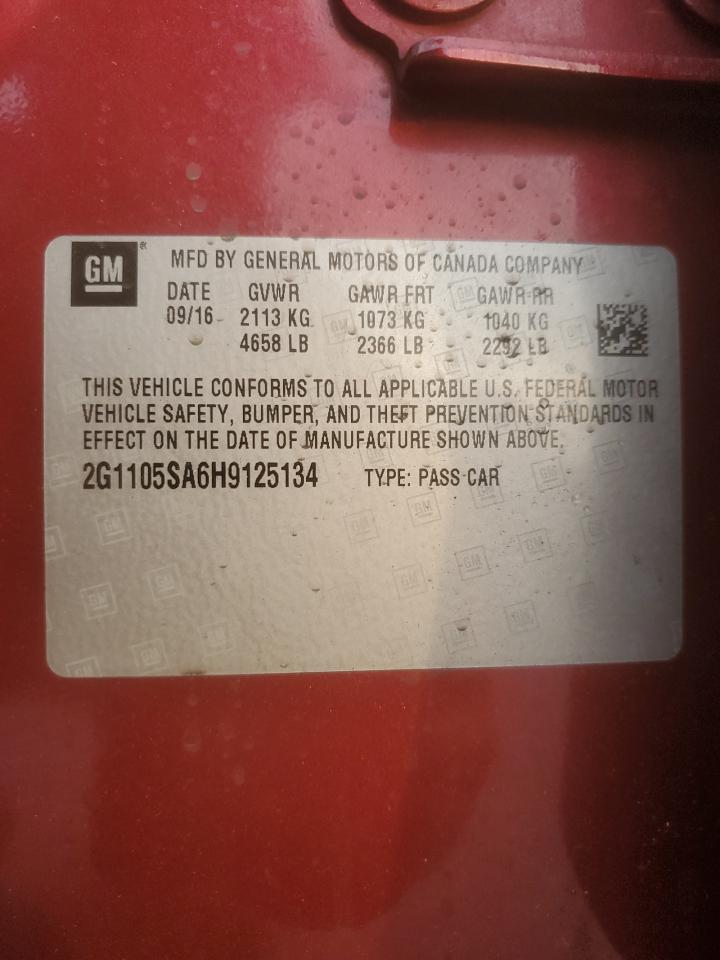 GM
MFD BY GENERAL MOTORS OF CANADA COMPANY
DATE GVWR GAWR FRT GAWR RR
09/16 2113 KG 1073 KG 1040 KG
4658 LB 2366 LB 2292 LB
THIS VEHICLE CONFORMS TO ALL APPLICABLE U.S. FEDERAL MOTOR
VEHICLE SAFETY, BUMPER, AND THEFT PREVENTION STANDARDS IN
EFFECT ON THE DATE OF MANUFACTURE SHOWN ABOVE.
2G1105SA6H9125134 TYPE: PASS CAR